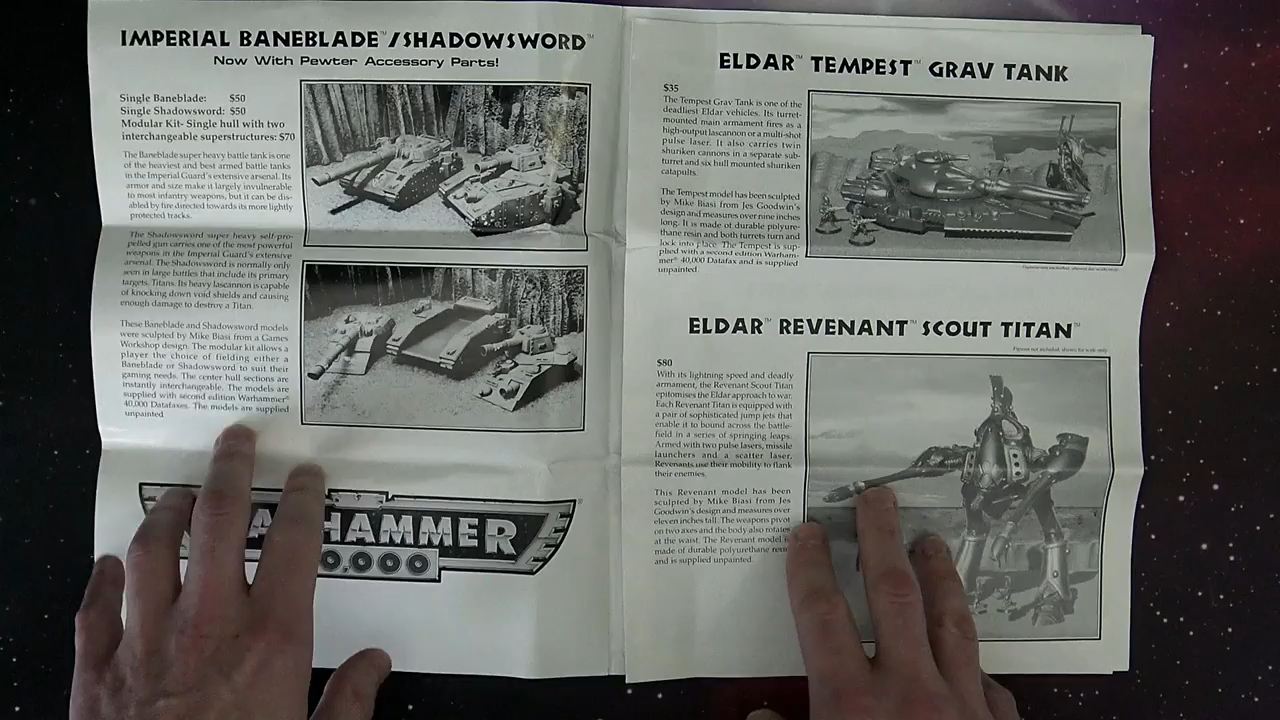 IMPERIAL BANEBLADE™/SHADOWSWORD™
Now With Pewter Accessory Parts!
Single Baneblade: $50
Single Shadowsword: $50
Modular Kit- Single hull with two
interchangeable superstructures: $70
The Baneblade super heavy battle tank is one
of the heaviest and best armed battle tanks
in the Imperial Guard's extensive arsenal. Its
armor and size make it largely invulnerable
to most infantry weapons, but it can be dis-
abled by fire directed towards its more lightly
protected tracks.
The Shadowsword super heavy self-pro-
pelled gun carries one of the most powerful
weapons in the Imperial Guard's extensive
arsenal. The Shadowsword is normally only
seen in large battles that include its primary
targets, Titans. Its heavy lascannon is capable
of knocking down void shields and causing
enough damage to destroy a Titan.
These Baneblade and Shadowsword models
were sculpted by Mike Biasi from a Games
Workshop design. The modular kit allows a
player the choice of fielding either a
Baneblade or Shadowsword to suit their
gaming needs. The center hull sections are
instantly interchangeable. The models are
supplied with second edition Warhammer®
40,000 Datafaxes. The models are supplied
unpainted
HAMMER®
,000
ELDAR™ TEMPEST™ GRAV TANK
$35
The Tempest Grav Tank is one of the
deadliest Eldar vehicles. Its turret-
mounted main armament fires as a
high-output lascannon or a multi-shot
pulse laser. It also carries twin
shuriken cannons in a separate sub-
turret and six hull mounted shuriken
catapults.
The Tempest model has been sculpted
by Mike Biasi from Jes Goodwin's
design and measures over nine inches
long. It is made of durable polyure-
thane resin and both turrets turn and
lock into place. The Tempest is sup-
plied with a second edition Warham-
mer® 40,000 Datafax and is supplied
unpainted.
ELDAR™ REVENANT™ SCOUT TITAN™
Figures not included, shown for scale only
$80
With its lightning speed and deadly
armament, the Revenant Scout Titan
epitomises the Eldar approach to war.
Each Revenant Titan is equipped with
a pair of sophisticated jump jets that
enable it to bound across the battle-
field in a series of springing leaps.
Armed with two pulse lasers, missile
launchers and a scatter laser,
Revenants use their mobility to flank
their enemies.
This Revenant model has been
sculpted by Mike Biasi from Jes
Goodwin's design and measures over
eleven inches tall. The weapons pivot
on two axes and the body also rotates
at the waist. The Revenant model is
made of durable polyurethane resin
and is supplied unpainted.